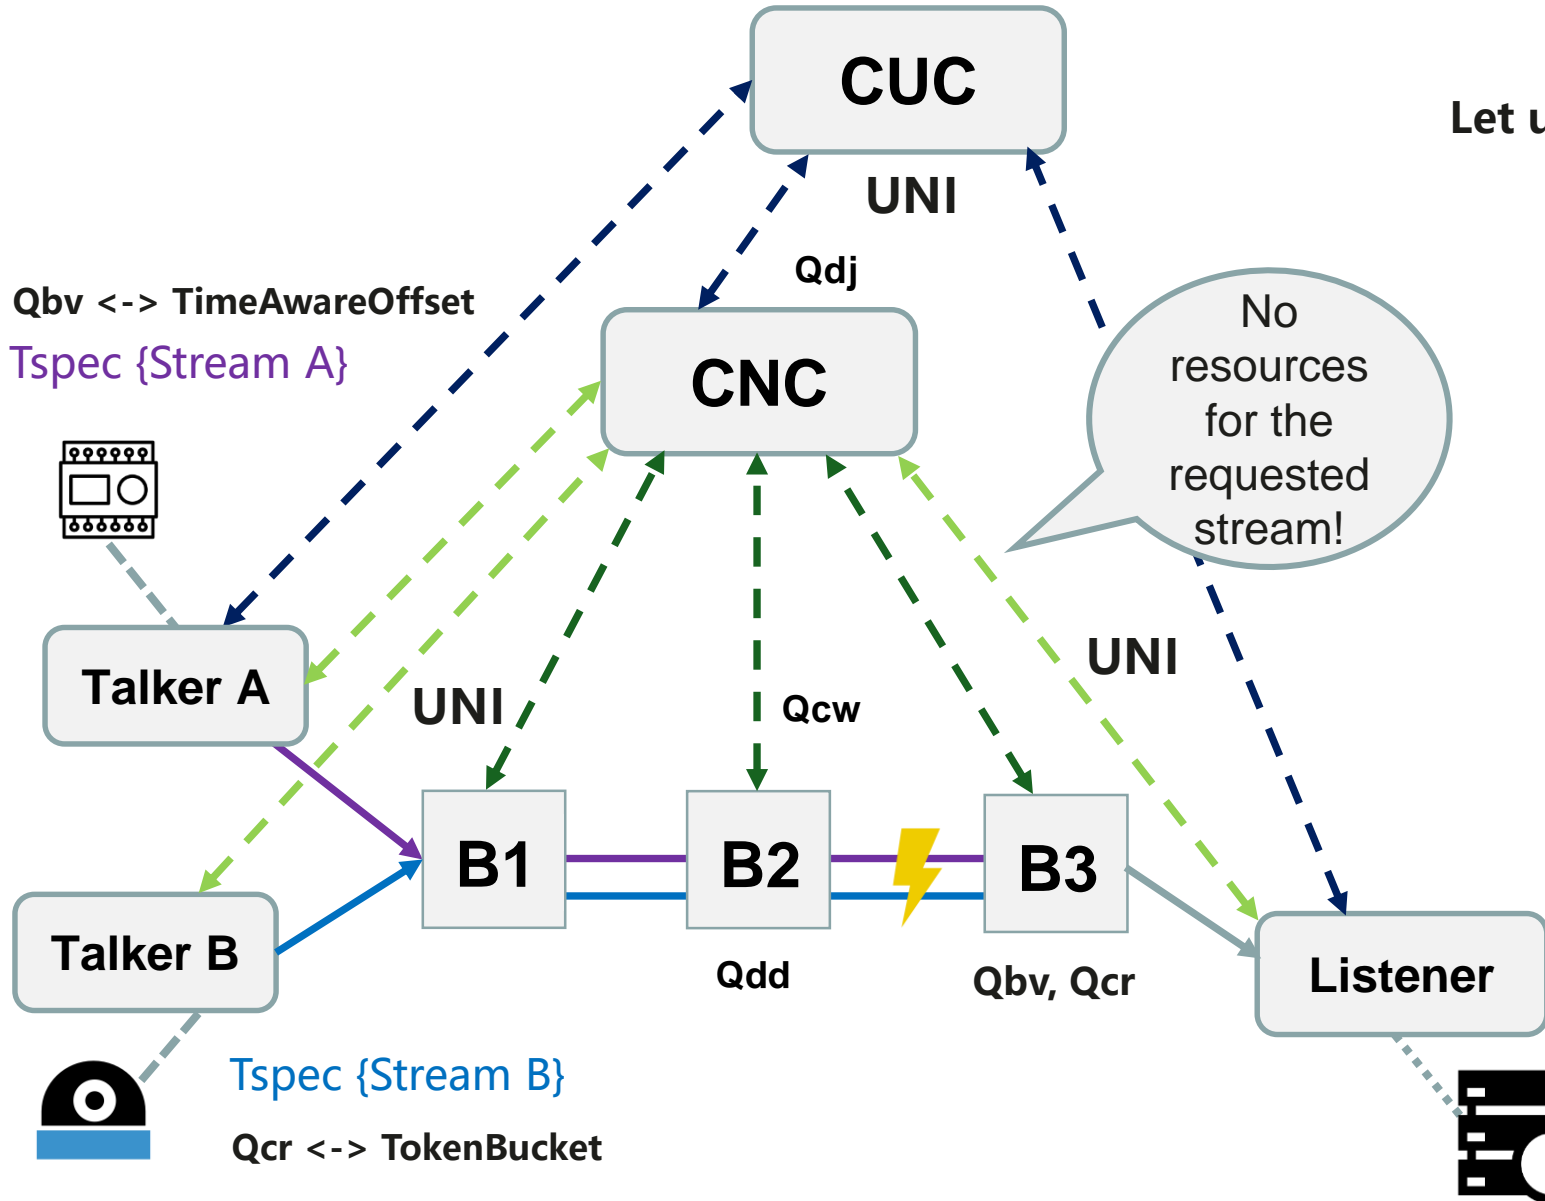 CUC
Let u
UNI
Qdj
Qbv <-> TimeAwareOffset
Tspec {Stream A}
CNC
No
resources
for the
requested
stream!
Talker A
UNI
UNI
Qcw
B1
B2
B3
Talker B
Qdd
Qbv, Qcr
Listener
Tspec {Stream B}
Qcr <-> TokenBucket